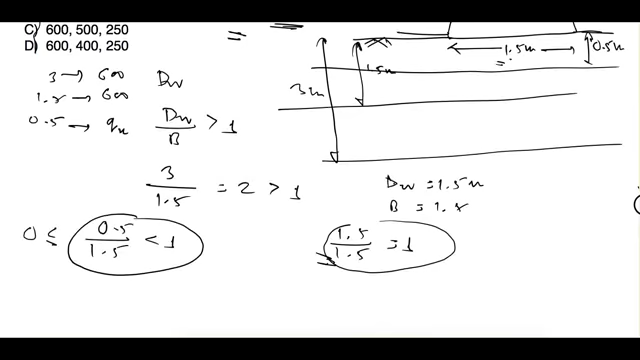 C) 600, 500, 250
D) 600, 400, 250
=
3 → 600
Dw
1.5 → 600
0.5 → qu
Dw/B > 1
3/1.5 = 2 > 1
0 ≤ 0.5/1.5 < 1
1.5m
0.5m
1.5m
3m
Dw = 1.5m
B = 1.5
1.5/1.5 = 1